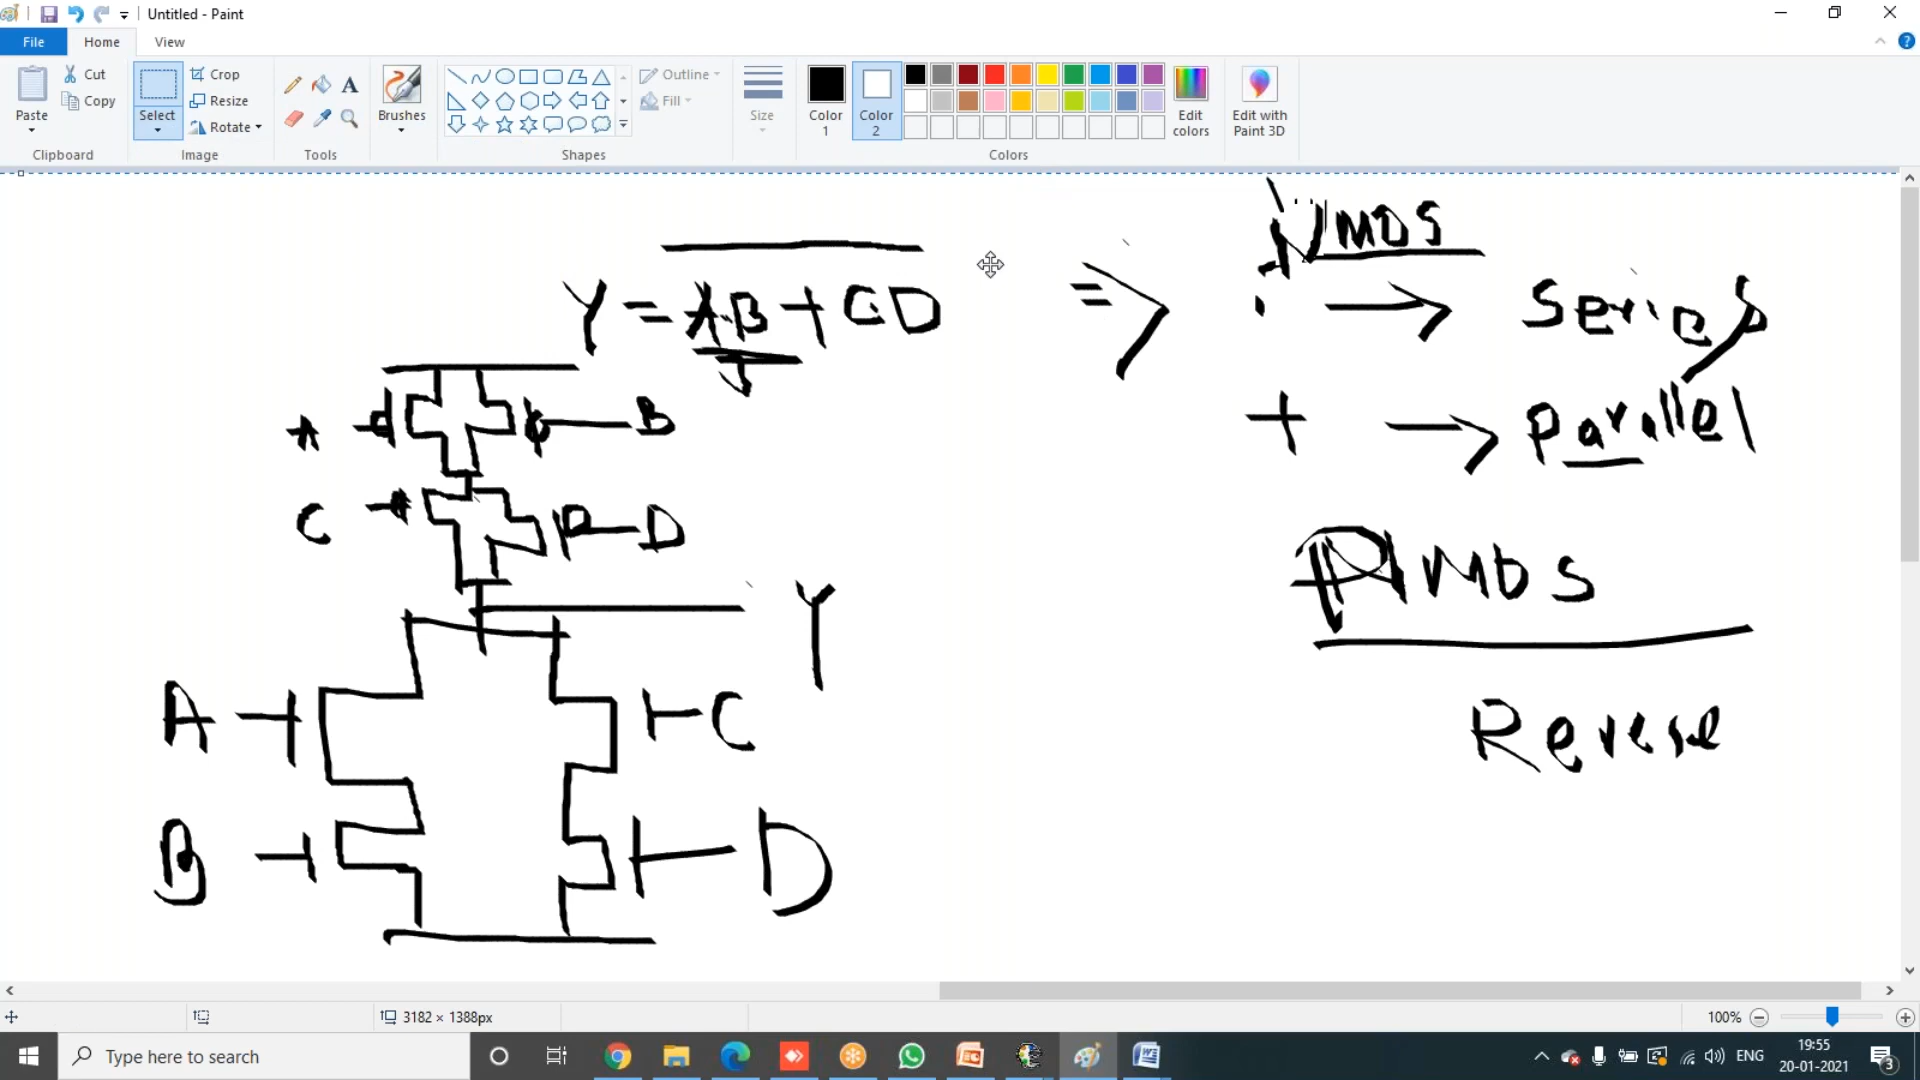 Untitled - Paint
File Home View
Paste
Cut
Copy
Clipboard
Select
Crop
Resize
Rotate
Image
Tools
Brushes
Shapes
Outline
Fill
Size
Color 1
Color 2
Edit colors
Edit with Paint 3D
Colors
NMOS
Y = A.B + CD => . → Series
+ → Parallel
A B
C D
PMOS
Y
Reverse
A C
B D
3182 × 1388px
100%
Type here to search
ENG
19:55
20-01-2021
3